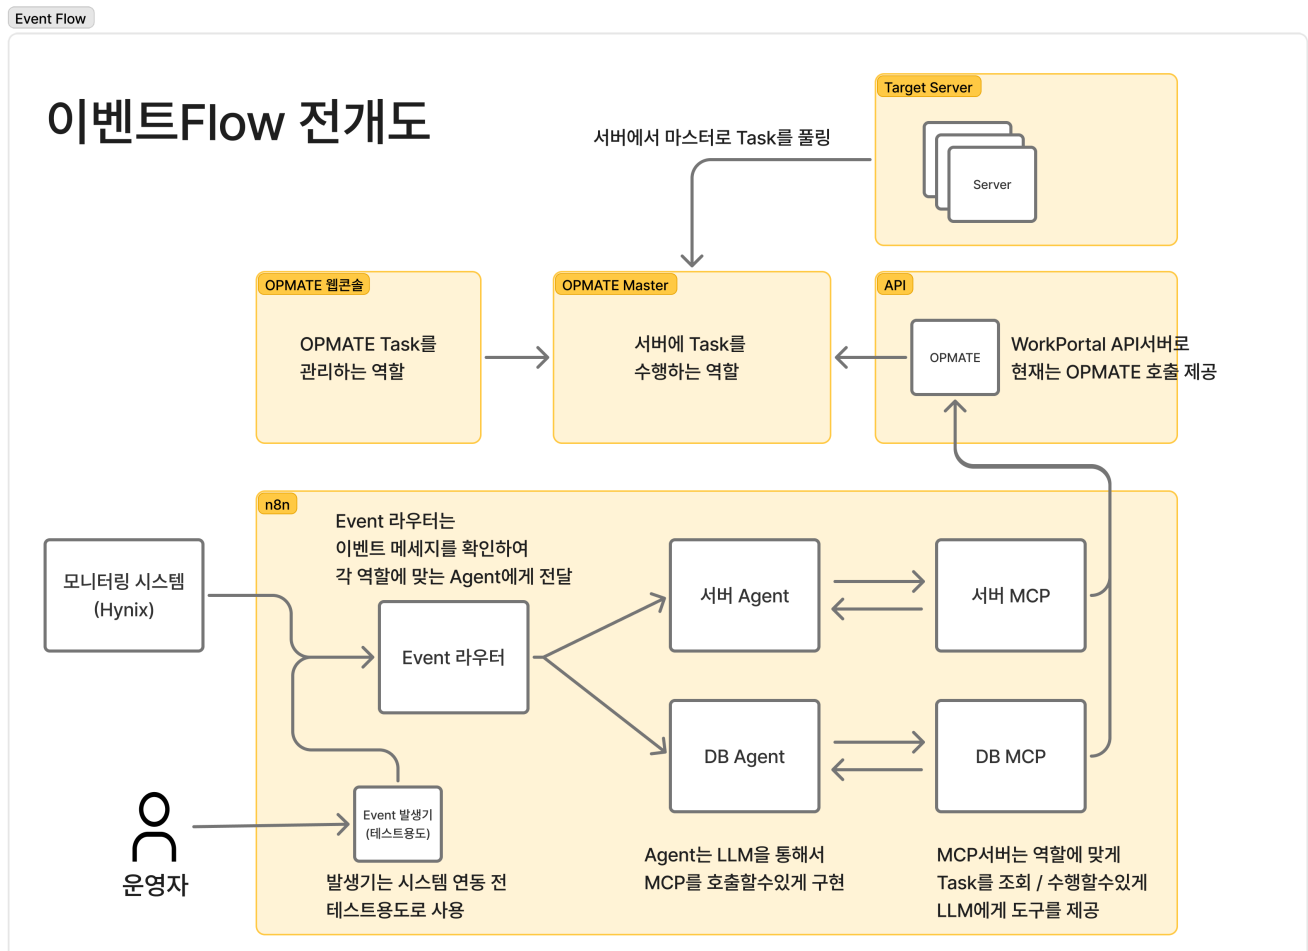 Event Flow
이벤트Flow 전개도
Target Server
서버에서 마스터로 Task를 풀링
Server
OPMATE 웹콘솔
OPMATE Task를
관리하는 역할
OPMATE Master
서버에 Task를
수행하는 역할
API
OPMATE
WorkPortal API서버로
현재는 OPMATE 호출 제공
n8n
Event 라우터는
이벤트 메세지를 확인하여
각 역할에 맞는 Agent에게 전달
모니터링 시스템
(Hynix)
Event 라우터
서버 Agent
서버 MCP
DB Agent
DB MCP
Event 발생기
(테스트용도)
운영자
발생기는 시스템 연동 전
테스트용도로 사용
Agent는 LLM을 통해서
MCP를 호출할수있게 구현
MCP서버는 역할에 맞게
Task를 조회 / 수행할수있게
LLM에게 도구를 제공